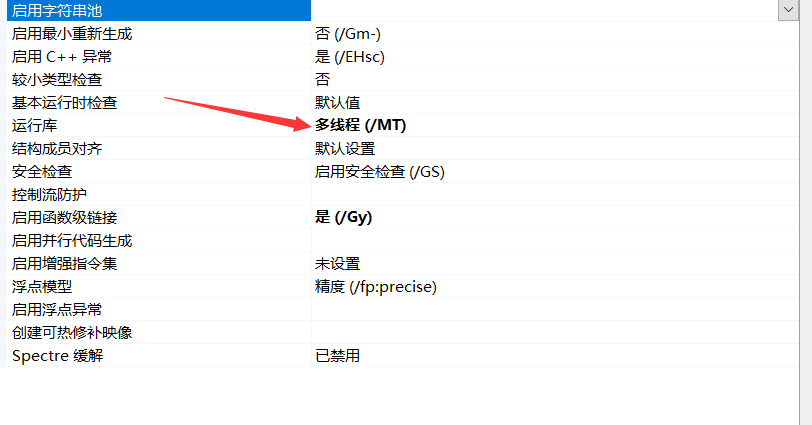 启用字符串池
启用最小重新生成 否 (/Gm-)
启用 C++ 异常 是 (/EHsc)
较小类型检查 否
基本运行时检查 默认值
运行库 多线程 (/MT)
结构成员对齐 默认设置
安全检查 启用安全检查 (/GS)
控制流防护
启用函数级链接 是 (/Gy)
启用并行代码生成
启用增强指令集 未设置
浮点模型 精度 (/fp:precise)
启用浮点异常
创建可热修补映像
Spectre 缓解 已禁用